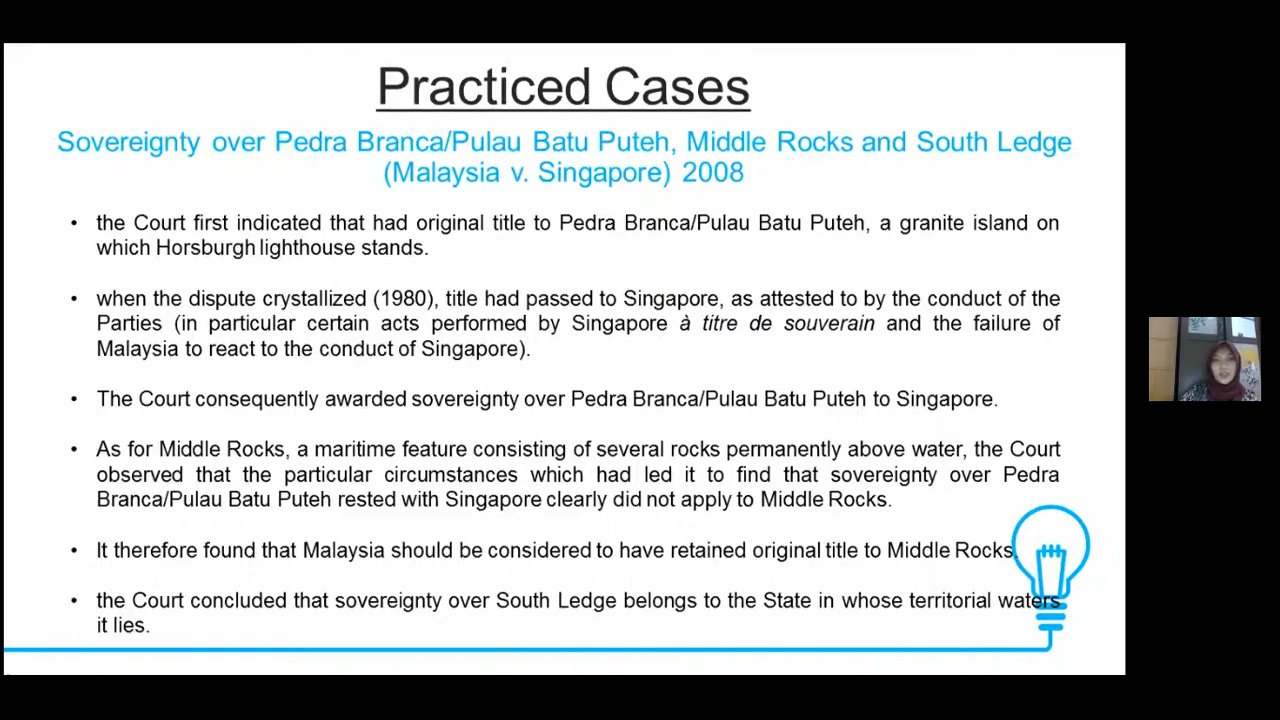 Practiced Cases
Sovereignty over Pedra Branca/Pulau Batu Puteh, Middle Rocks and South Ledge
(Malaysia v. Singapore) 2008
• the Court first indicated that had original title to Pedra Branca/Pulau Batu Puteh, a granite island on
which Horsburgh lighthouse stands.
• when the dispute crystallized (1980), title had passed to Singapore, as attested to by the conduct of the
Parties (in particular certain acts performed by Singapore à titre de souverain and the failure of
Malaysia to react to the conduct of Singapore).
• The Court consequently awarded sovereignty over Pedra Branca/Pulau Batu Puteh to Singapore.
• As for Middle Rocks, a maritime feature consisting of several rocks permanently above water, the Court
observed that the particular circumstances which had led it to find that sovereignty over Pedra
Branca/Pulau Batu Puteh rested with Singapore clearly did not apply to Middle Rocks.
• It therefore found that Malaysia should be considered to have retained original title to Middle Rocks.
• the Court concluded that sovereignty over South Ledge belongs to the State in whose territorial waters
it lies.